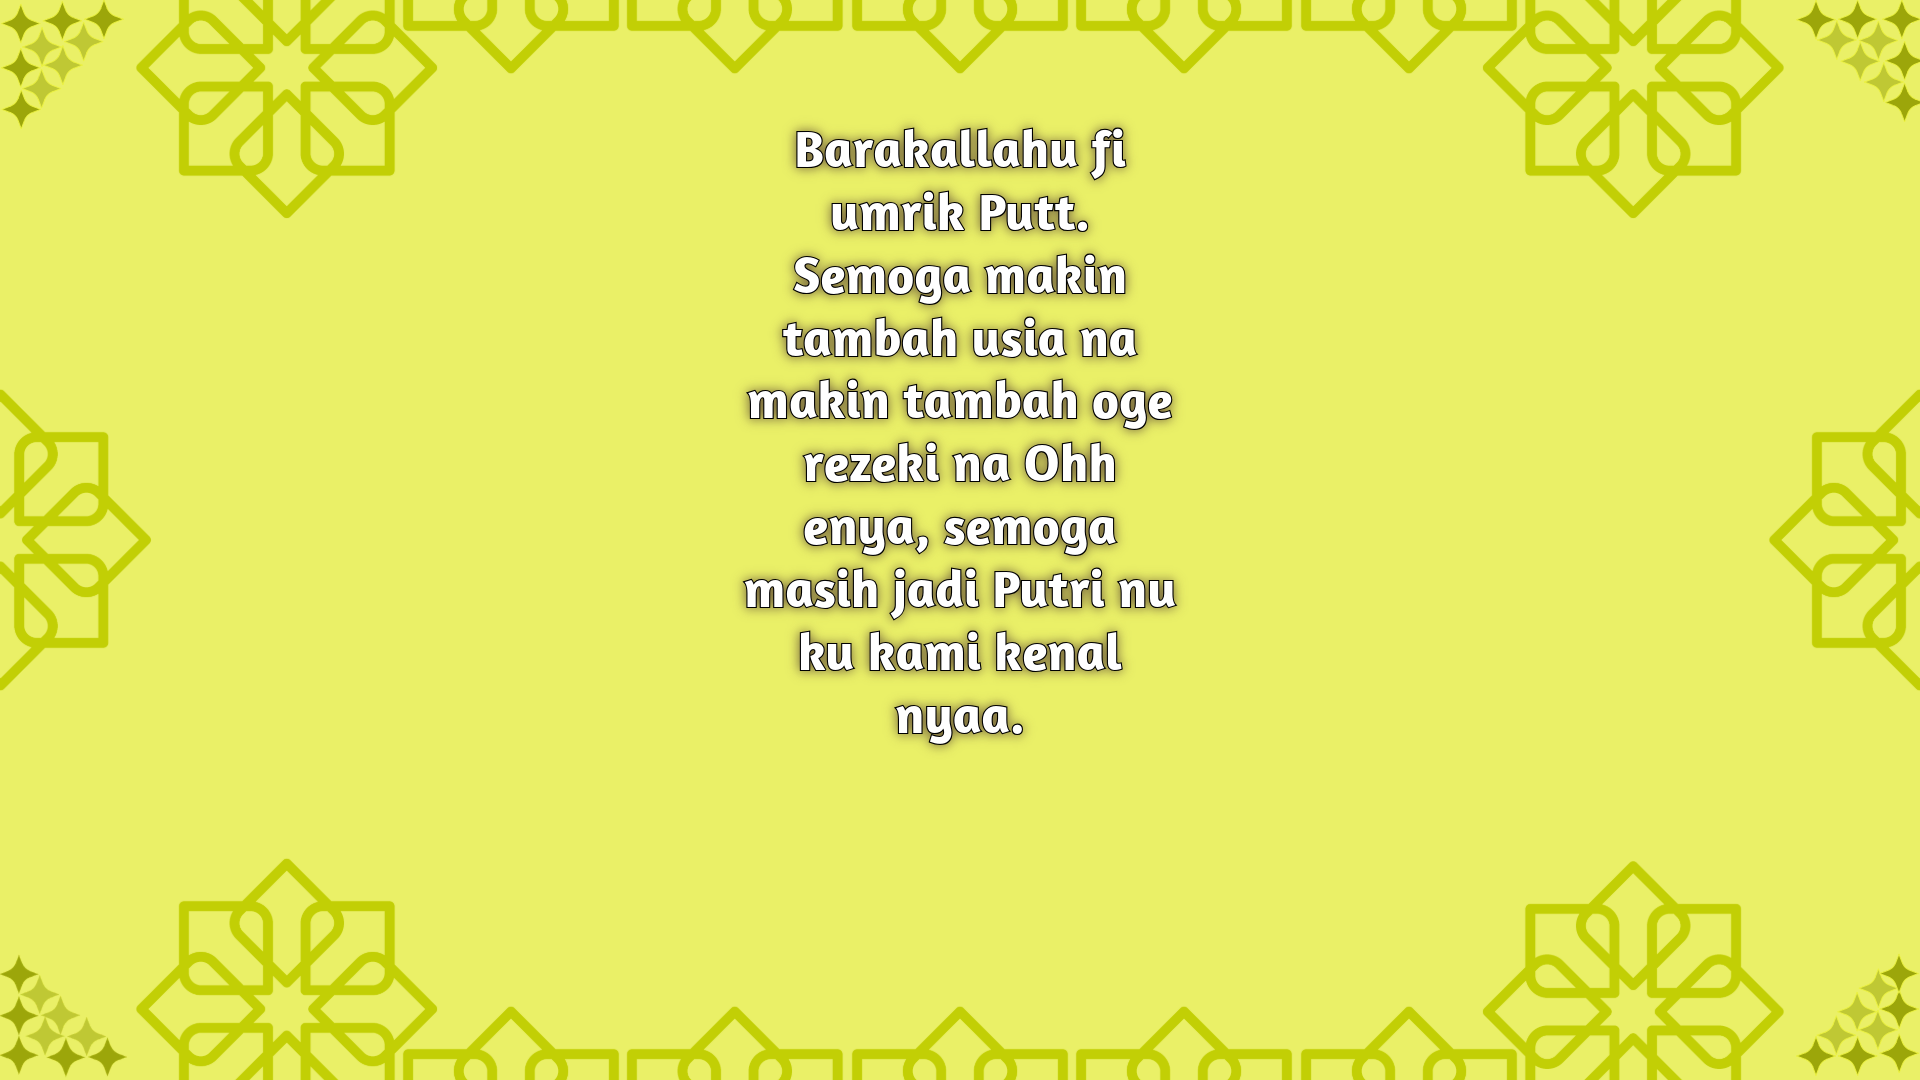 Barakallahu fi
umrik Putt.
Semoga makin
tambah usia na
makin tambah oge
rezeki na Ohh
enya, semoga
masih jadi Putri nu
ku kami kenal
nyaa.